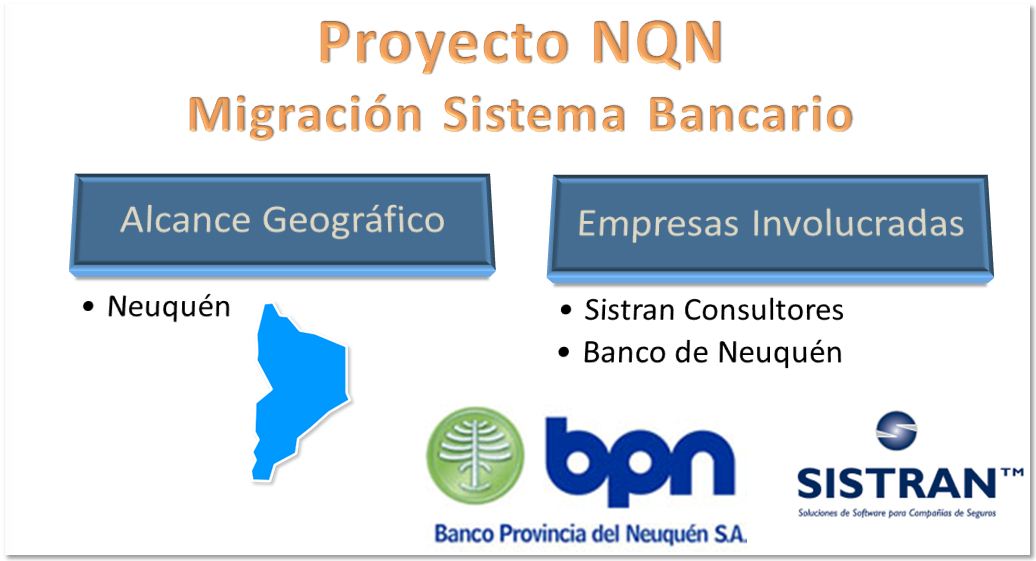 Proyecto NQN
Migración Sistema Bancario
Alcance Geográfico
• Neuquén
Empresas Involucradas
• Sistran Consultores
• Banco de Neuquén
bpn
Banco Provincia del Neuquén S.A.
SISTRAN™
Soluciones de Software para Compañías de Seguros